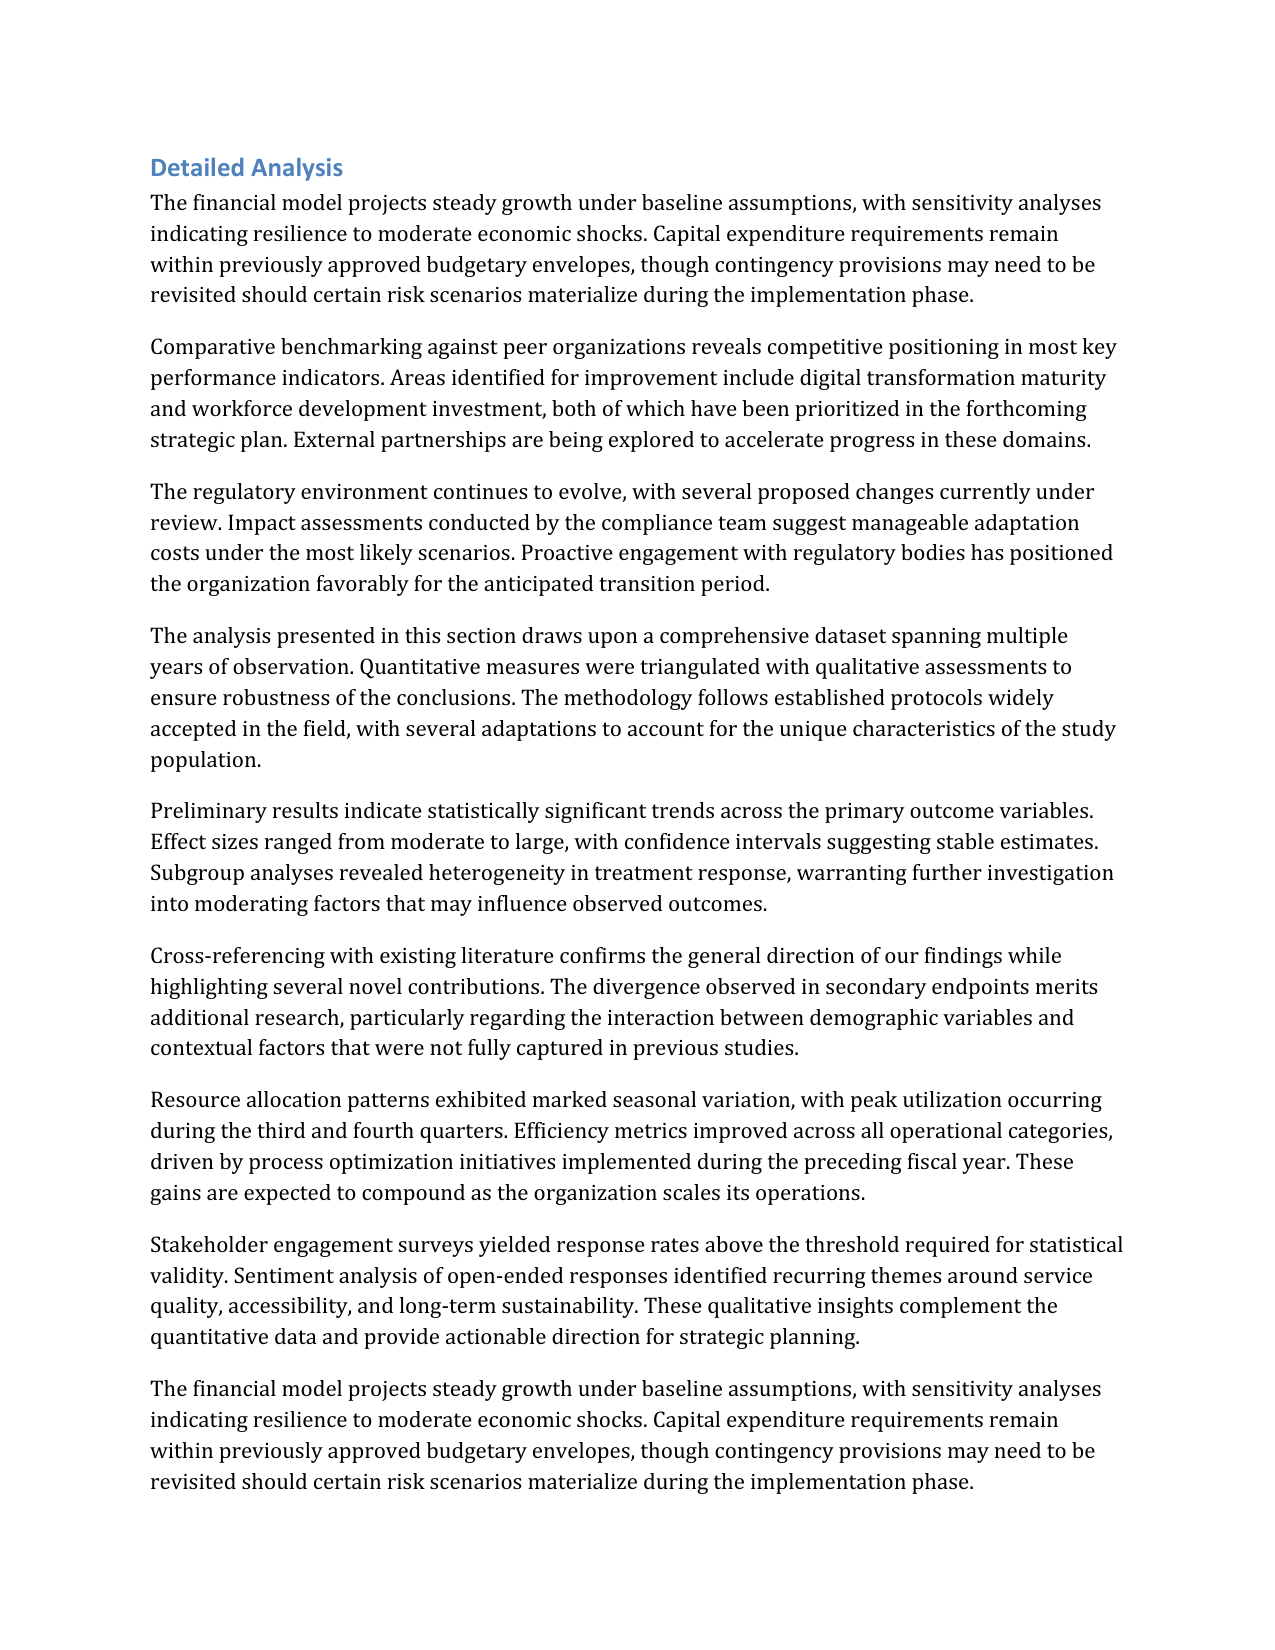 Detailed Analysis
The financial model projects steady growth under baseline assumptions, with sensitivity analyses
indicating resilience to moderate economic shocks. Capital expenditure requirements remain
within previously approved budgetary envelopes, though contingency provisions may need to be
revisited should certain risk scenarios materialize during the implementation phase.
Comparative benchmarking against peer organizations reveals competitive positioning in most key
performance indicators. Areas identified for improvement include digital transformation maturity
and workforce development investment, both of which have been prioritized in the forthcoming
strategic plan. External partnerships are being explored to accelerate progress in these domains.
The regulatory environment continues to evolve, with several proposed changes currently under
review. Impact assessments conducted by the compliance team suggest manageable adaptation
costs under the most likely scenarios. Proactive engagement with regulatory bodies has positioned
the organization favorably for the anticipated transition period.
The analysis presented in this section draws upon a comprehensive dataset spanning multiple
years of observation. Quantitative measures were triangulated with qualitative assessments to
ensure robustness of the conclusions. The methodology follows established protocols widely
accepted in the field, with several adaptations to account for the unique characteristics of the study
population.
Preliminary results indicate statistically significant trends across the primary outcome variables.
Effect sizes ranged from moderate to large, with confidence intervals suggesting stable estimates.
Subgroup analyses revealed heterogeneity in treatment response, warranting further investigation
into moderating factors that may influence observed outcomes.
Cross-referencing with existing literature confirms the general direction of our findings while
highlighting several novel contributions. The divergence observed in secondary endpoints merits
additional research, particularly regarding the interaction between demographic variables and
contextual factors that were not fully captured in previous studies.
Resource allocation patterns exhibited marked seasonal variation, with peak utilization occurring
during the third and fourth quarters. Efficiency metrics improved across all operational categories,
driven by process optimization initiatives implemented during the preceding fiscal year. These
gains are expected to compound as the organization scales its operations.
Stakeholder engagement surveys yielded response rates above the threshold required for statistical
validity. Sentiment analysis of open-ended responses identified recurring themes around service
quality, accessibility, and long-term sustainability. These qualitative insights complement the
quantitative data and provide actionable direction for strategic planning.
The financial model projects steady growth under baseline assumptions, with sensitivity analyses
indicating resilience to moderate economic shocks. Capital expenditure requirements remain
within previously approved budgetary envelopes, though contingency provisions may need to be
revisited should certain risk scenarios materialize during the implementation phase.